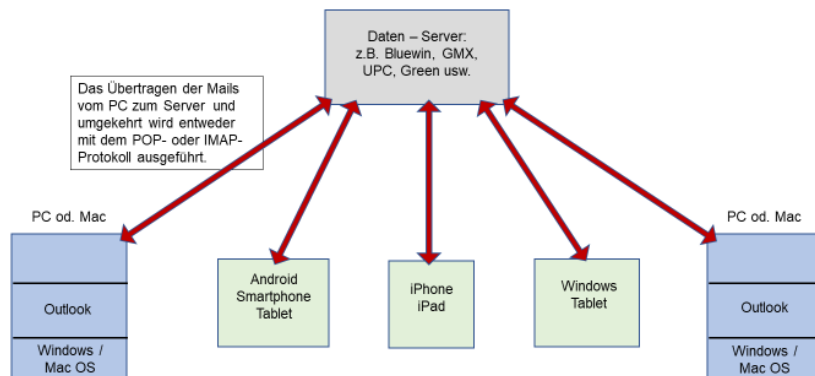 Daten – Server:
z.B. Bluewin, GMX,
UPC, Green usw.
Das Übertragen der Mails
vom PC zum Server und
umgekehrt wird entweder
mit dem POP- oder IMAP-
Protokoll ausgeführt.
PC od. Mac
PC od. Mac
Android
Smartphone
Tablet
iPhone
iPad
Windows
Tablet
Outlook
Outlook
Windows /
Mac OS
Windows /
Mac OS